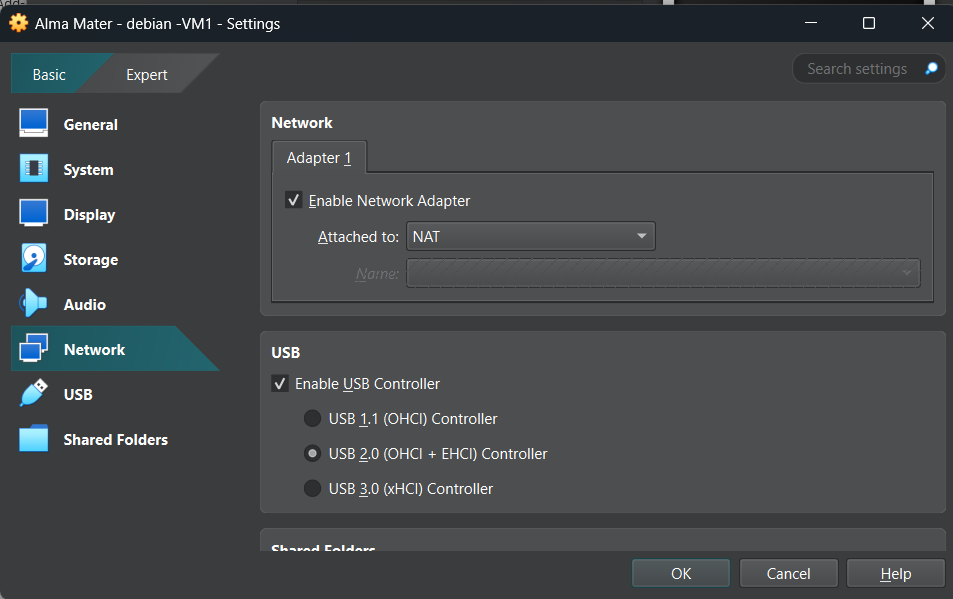 Alma Mater - debian -VM1 - Settings
Basic
Expert
Search settings
General
System
Display
Storage
Audio
Network
USB
Shared Folders
Network
Adapter 1
Enable Network Adapter
Attached to: NAT
Name:
USB
Enable USB Controller
USB 1.1 (OHCI) Controller
USB 2.0 (OHCI + EHCI) Controller
USB 3.0 (xHCI) Controller
Shared Folders
OK
Cancel
Help